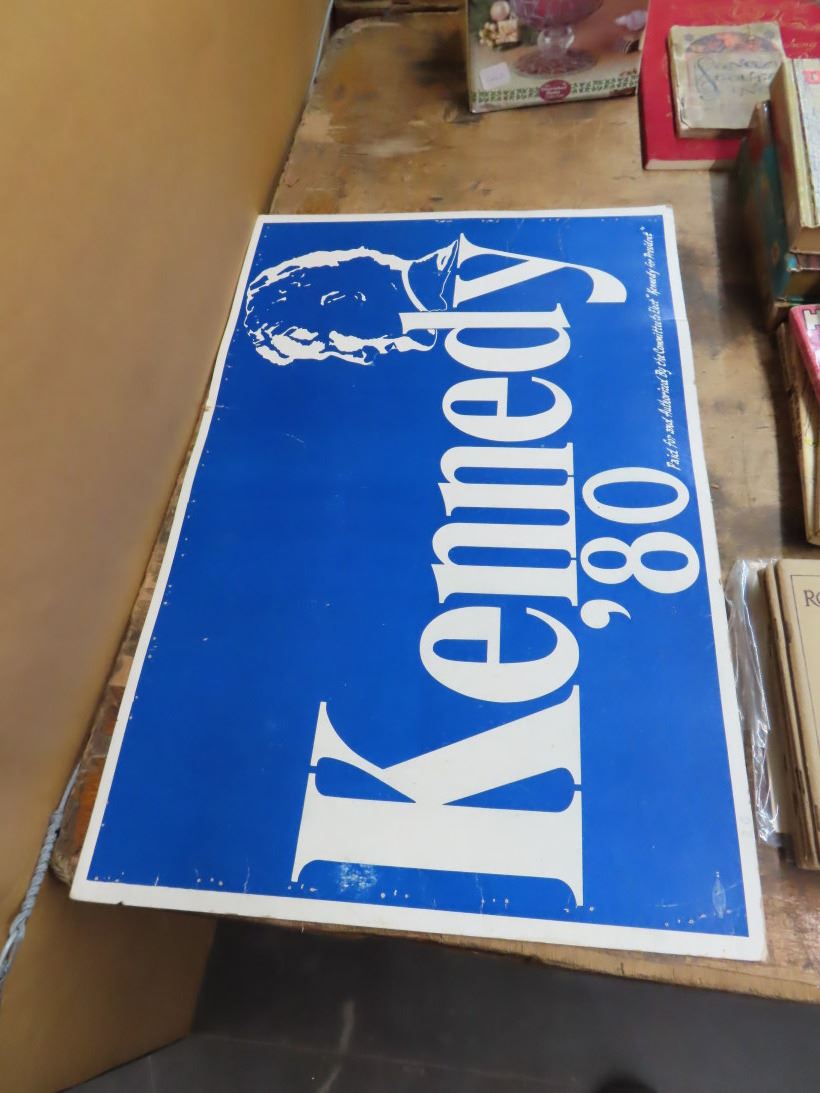 Kennedy
'80
Paid for and Authorized By the Committee to Elect "Kennedy for President"